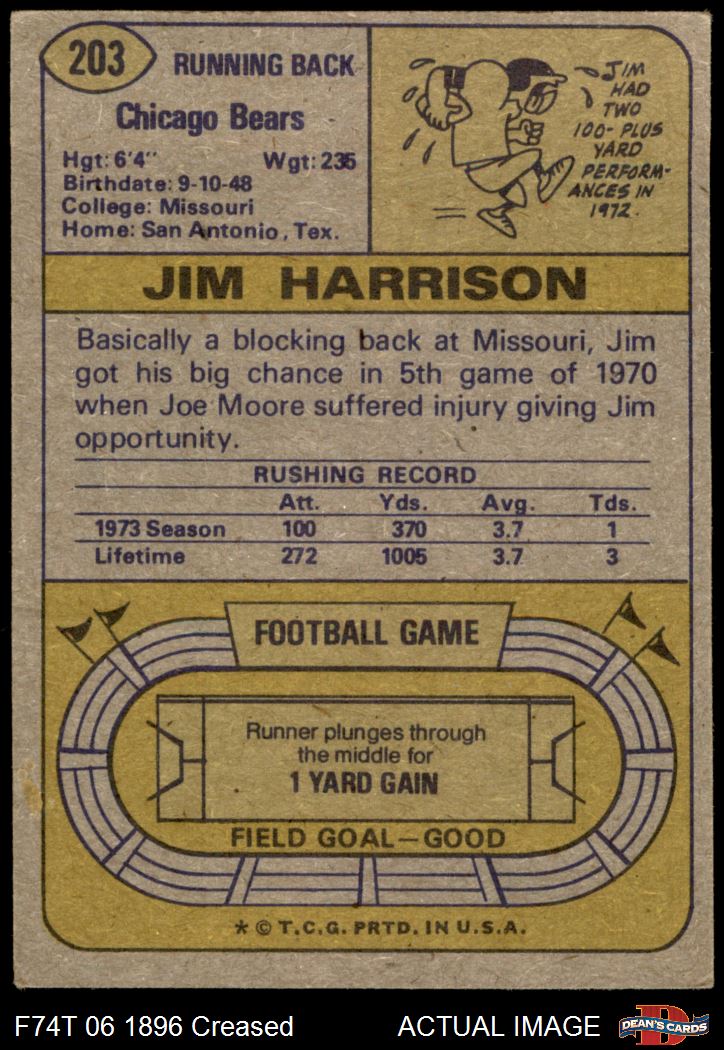 203
RUNNING BACK
Chicago Bears
Hgt: 6'4" Wgt: 235
Birthdate: 9-10-48
College: Missouri
Home: San Antonio, Tex.
JIM
HAD
TWO
100-PLUS
YARD
PERFORM-
ANCES IN
1972.
JIM HARRISON
Basically a blocking back at Missouri, Jim
got his big chance in 5th game of 1970
when Joe Moore suffered injury giving Jim
opportunity.
RUSHING RECORD
Att. Yds. Avg. Tds.
1973 Season 100 370 3.7 1
Lifetime 272 1005 3.7 3
FOOTBALL GAME
Runner plunges through
the middle for
1 YARD GAIN
FIELD GOAL—GOOD
* © T.C.G. PRTD. IN U.S.A.
F74T 06 1896 Creased ACTUAL IMAGE
D
DEAN'S CARDS